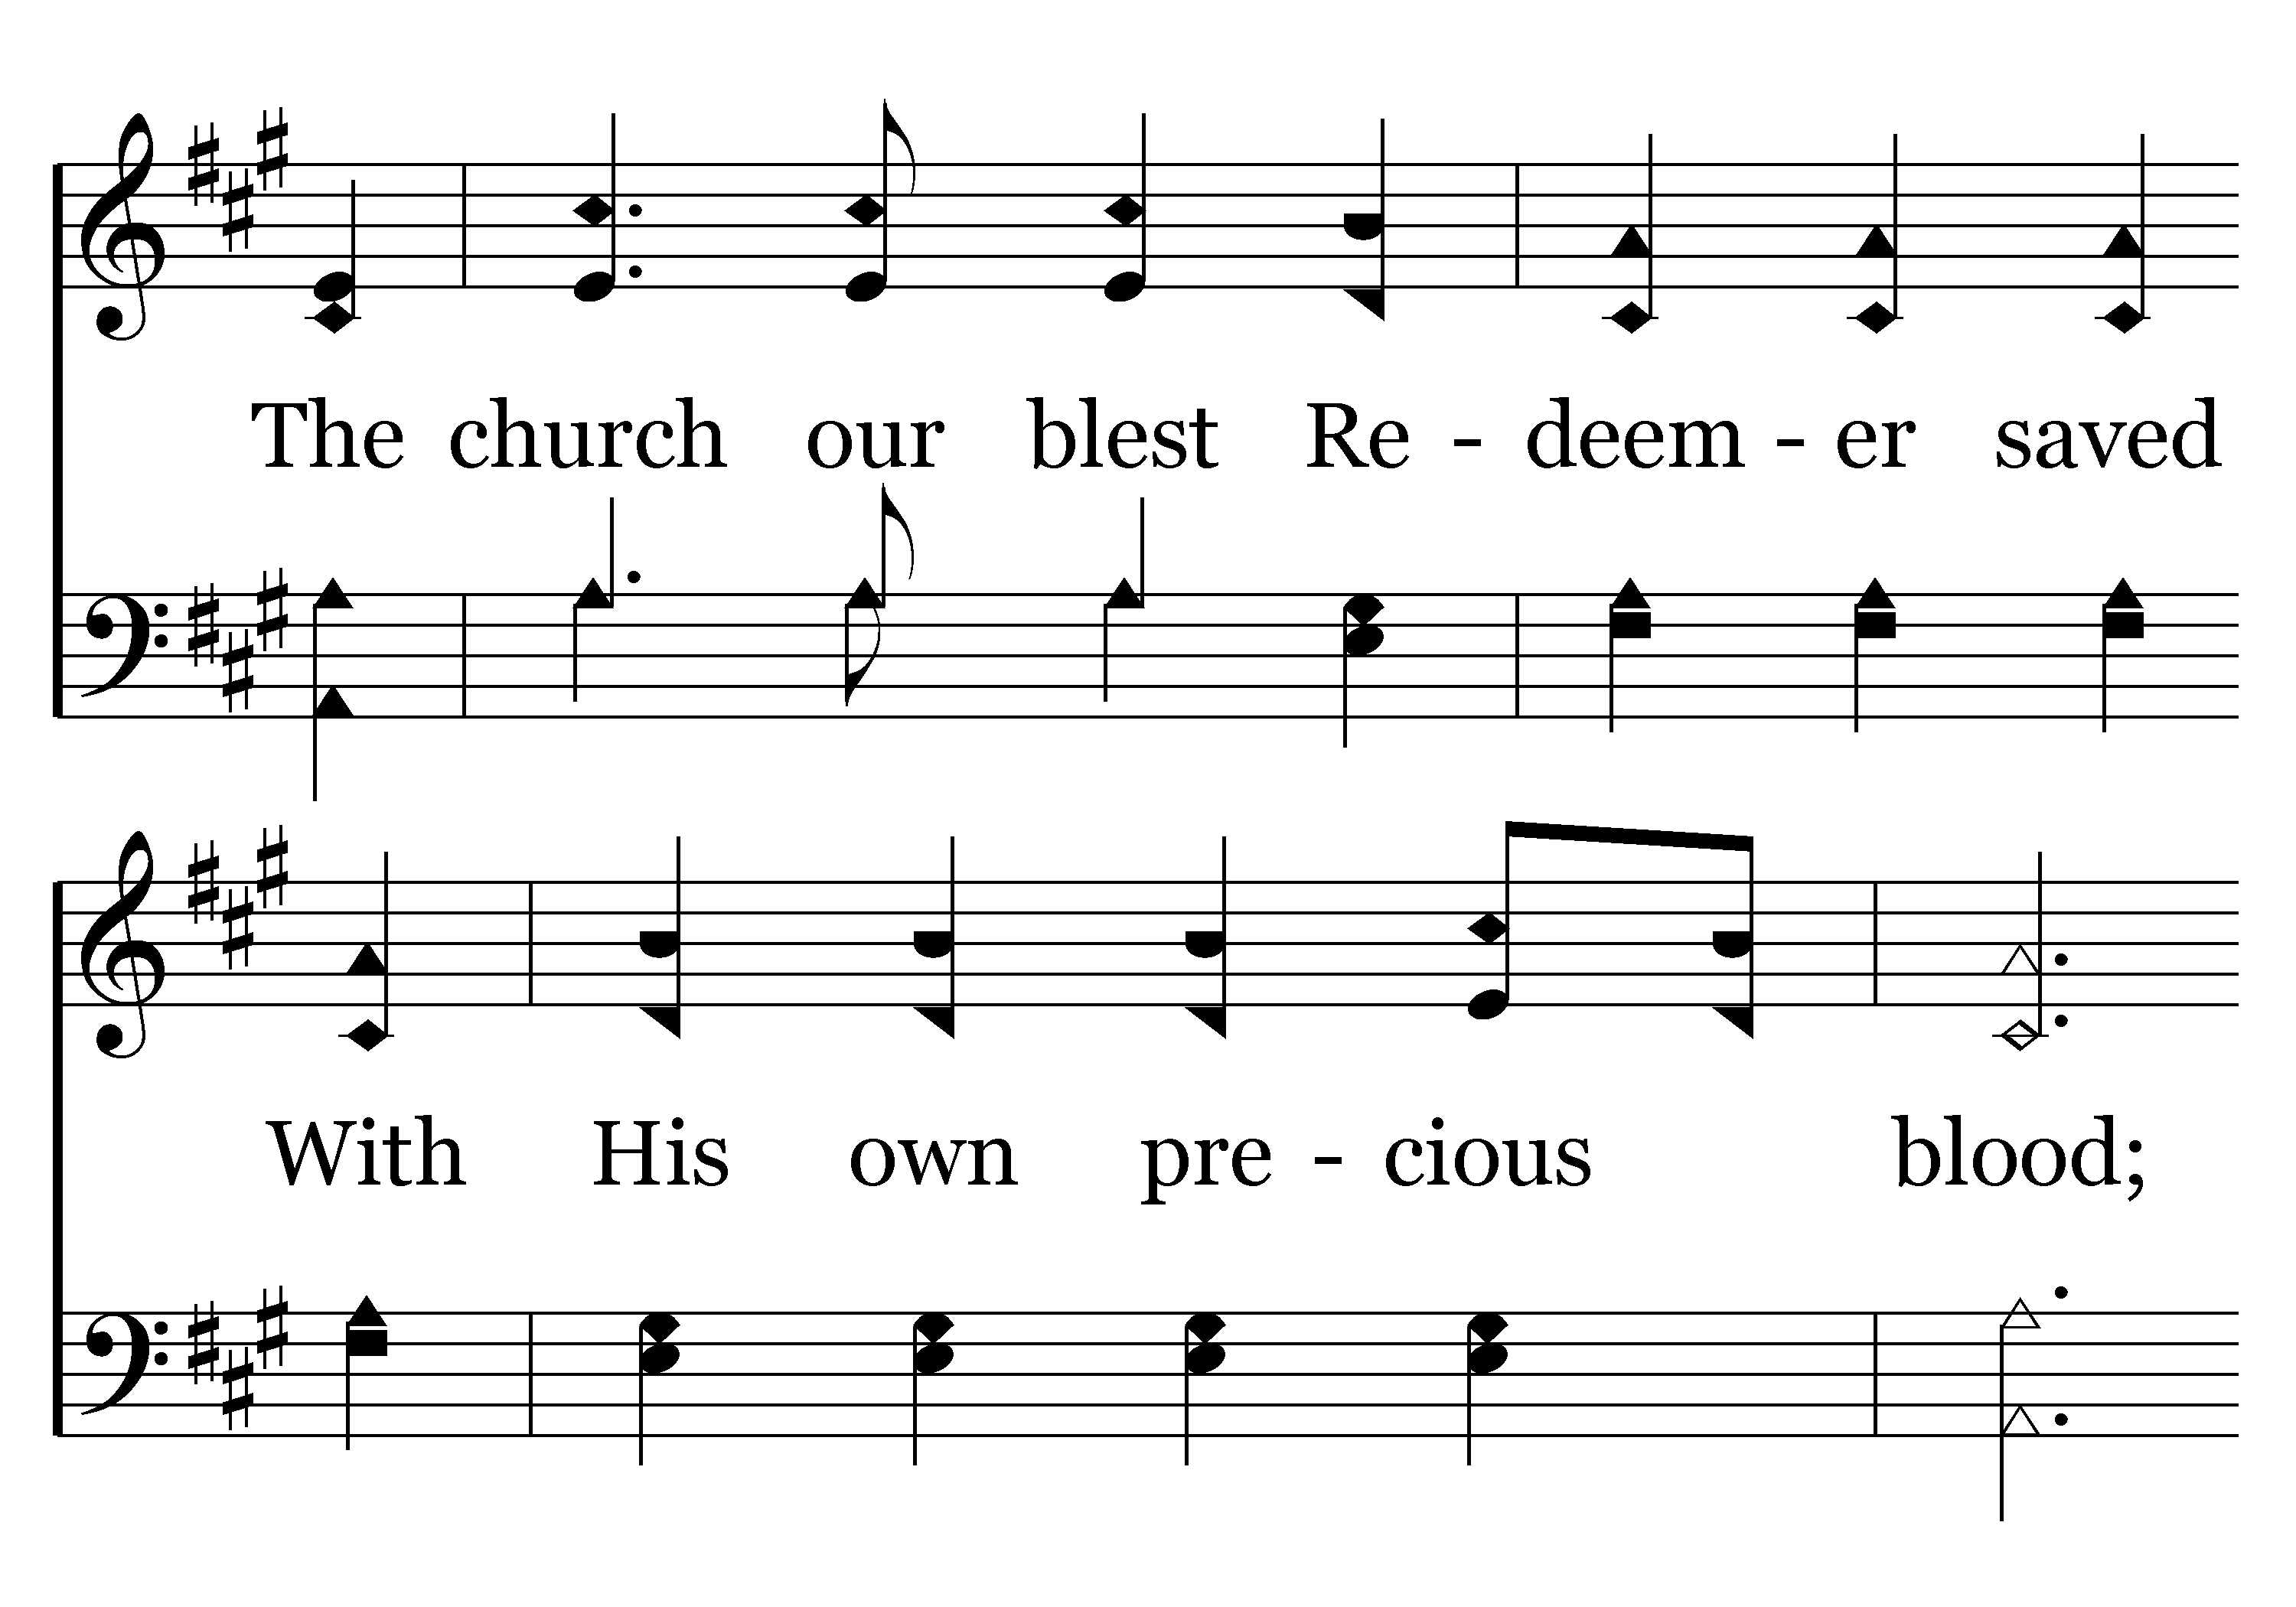 The church our blest Re - deem - er saved
With His own pre - cious blood;